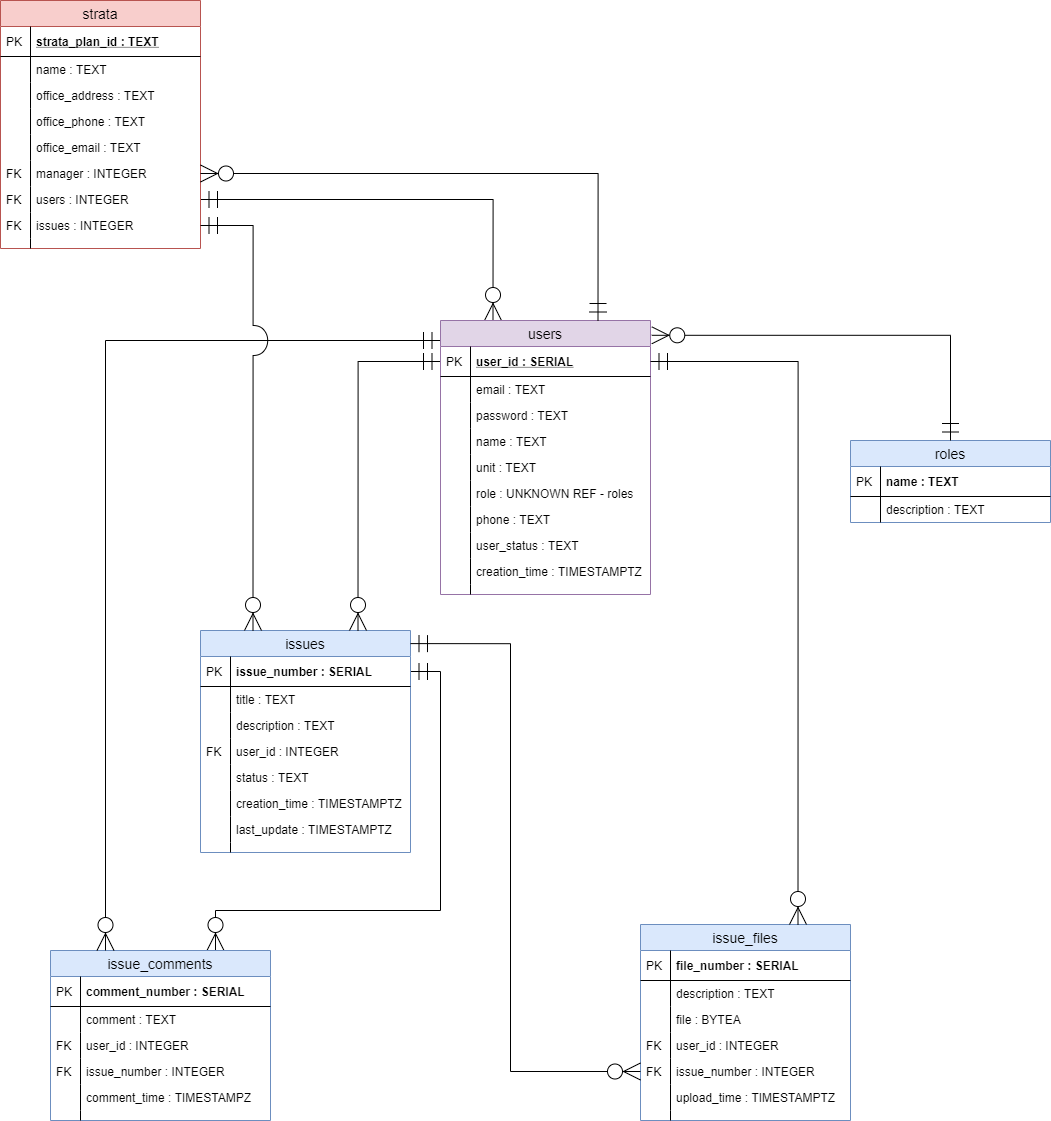 strata
PK strata_plan_id : TEXT
name : TEXT
office_address : TEXT
office_phone : TEXT
office_email : TEXT
FK manager : INTEGER
FK users : INTEGER
FK issues : INTEGER
users
PK user_id : SERIAL
email : TEXT
password : TEXT
name : TEXT
unit : TEXT
role : UNKNOWN REF - roles
phone : TEXT
user_status : TEXT
creation_time : TIMESTAMPTZ
roles
PK name : TEXT
description : TEXT
issues
PK issue_number : SERIAL
title : TEXT
description : TEXT
FK user_id : INTEGER
status : TEXT
creation_time : TIMESTAMPTZ
last_update : TIMESTAMPTZ
issue_comments
PK comment_number : SERIAL
comment : TEXT
FK user_id : INTEGER
FK issue_number : INTEGER
comment_time : TIMESTAMPZ
issue_files
PK file_number : SERIAL
description : TEXT
file : BYTEA
FK user_id : INTEGER
FK issue_number : INTEGER
upload_time : TIMESTAMPTZ